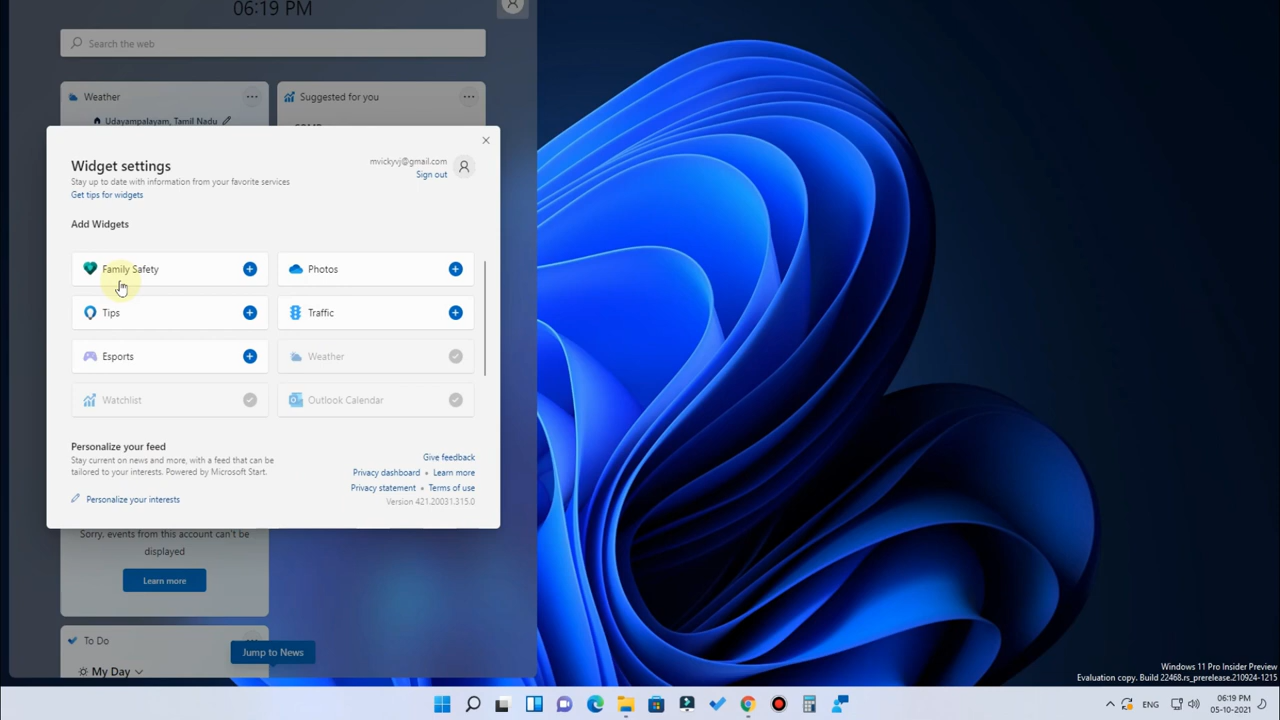 06:19 PM
Search the web
Weather
Suggested for you
Udayampalayam, Tamil Nadu
Widget settings
Stay up to date with information from your favorite services
Get tips for widgets
mvickyvj@gmail.com
Sign out
Add Widgets
Family Safety
Photos
Tips
Traffic
Esports
Weather
Watchlist
Outlook Calendar
Personalize your feed
Stay current on news and more, with a feed that can be
tailored to your interests. Powered by Microsoft Start.
Personalize your interests
Give feedback
Privacy dashboard • Learn more
Privacy statement • Terms of use
Version 421.20031.315.0
Sorry, events from this account can't be
displayed
Learn more
To Do
Jump to News
My Day
Windows 11 Pro Insider Preview
Evaluation copy. Build 22468.rs_prerelease.210924-1215
ENG
06:19 PM
05-10-2021